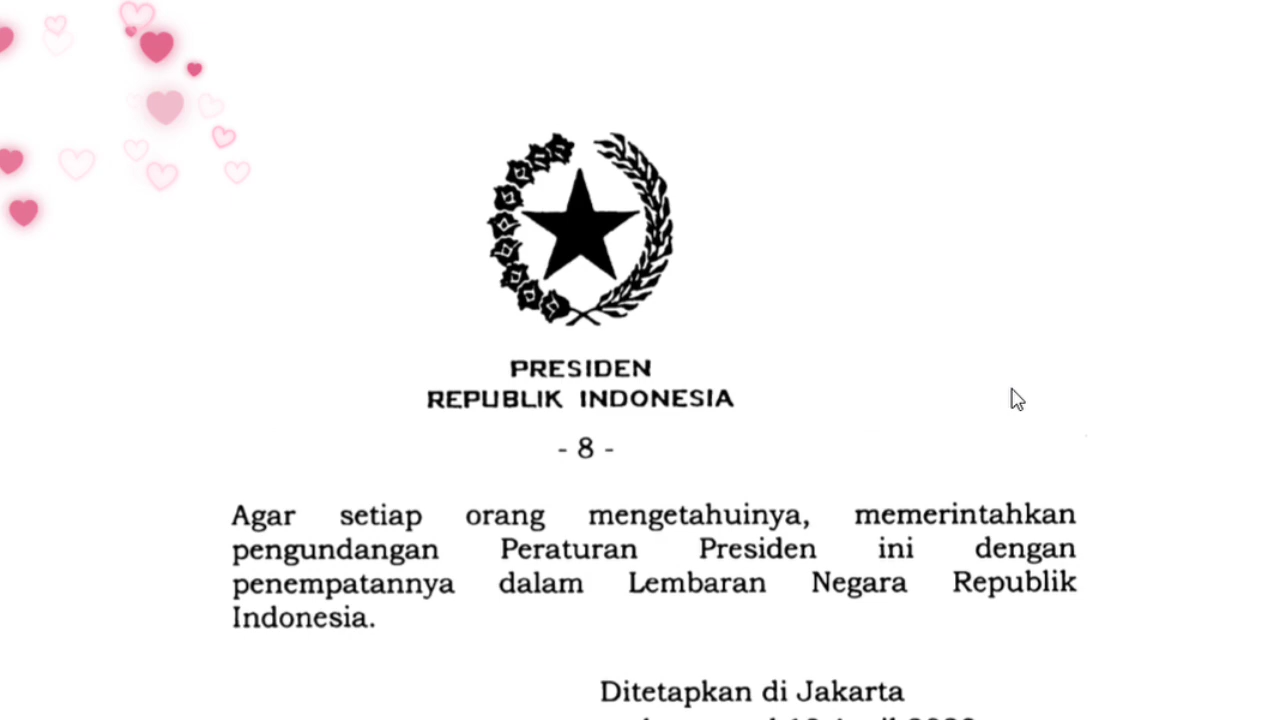 PRESIDEN
REPUBLIK INDONESIA
- 8 -
Agar setiap orang mengetahuinya, memerintahkan
pengundangan Peraturan Presiden ini dengan
penempatannya dalam Lembaran Negara Republik
Indonesia.
Ditetapkan di Jakarta